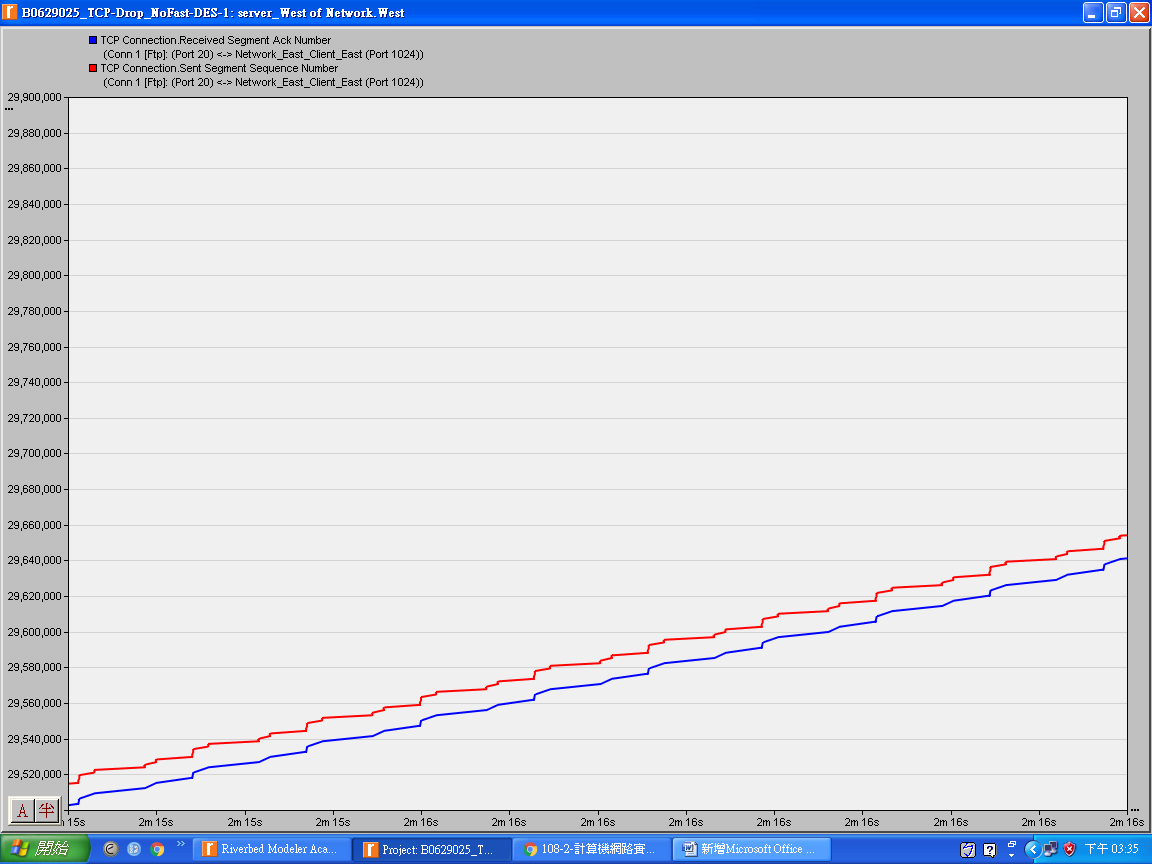 B0629025_TCP-Drop_NoFast-DES-1: server_West of Network.West
TCP Connection.Received Segment Ack Number
(Conn 1 [Ftp]: (Port 20) <-> Network_East_Client_East (Port 1024))
TCP Connection.Sent Segment Sequence Number
(Conn 1 [Ftp]: (Port 20) <-> Network_East_Client_East (Port 1024))
29,900,000
...
29,880,000
29,860,000
29,840,000
29,820,000
29,800,000
29,780,000
29,760,000
29,740,000
29,720,000
29,700,000
29,680,000
29,660,000
29,640,000
29,620,000
29,600,000
29,580,000
29,560,000
29,540,000
29,520,000
...
A 半
15s 2m 15s 2m 15s 2m 15s 2m 16s 2m 16s 2m 16s 2m 16s 2m 16s 2m 16s 2m 16s 2m 16s 2m 16s
開始 Riverbed Modeler Aca... Project: B0629025_T... 108-2-計算機網路實... 新增Microsoft Office ... 下午 03:35